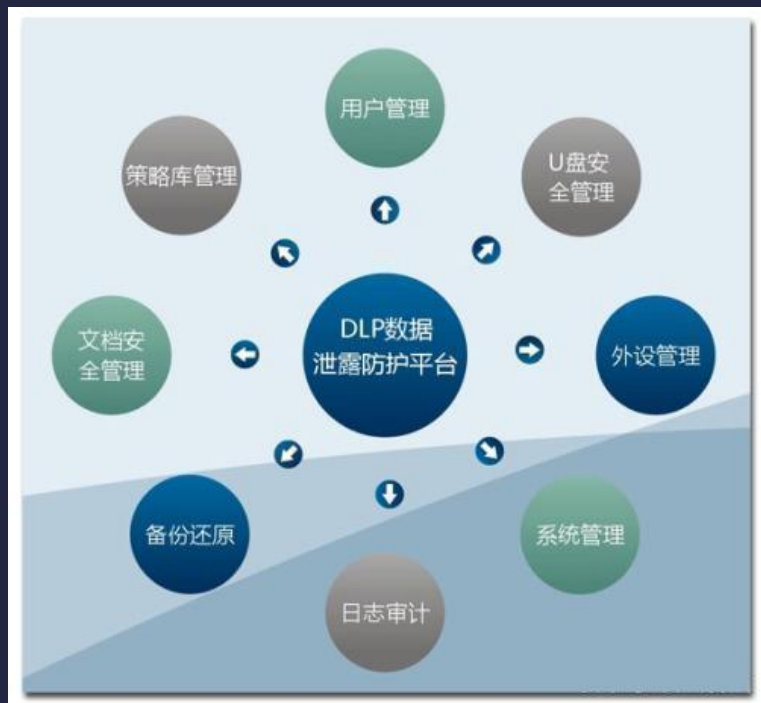 用户管理
策略库管理
U盘安
全管理
DLP数据
泄露防护平台
文档安
全管理
外设管理
备份还原
系统管理
日志审计